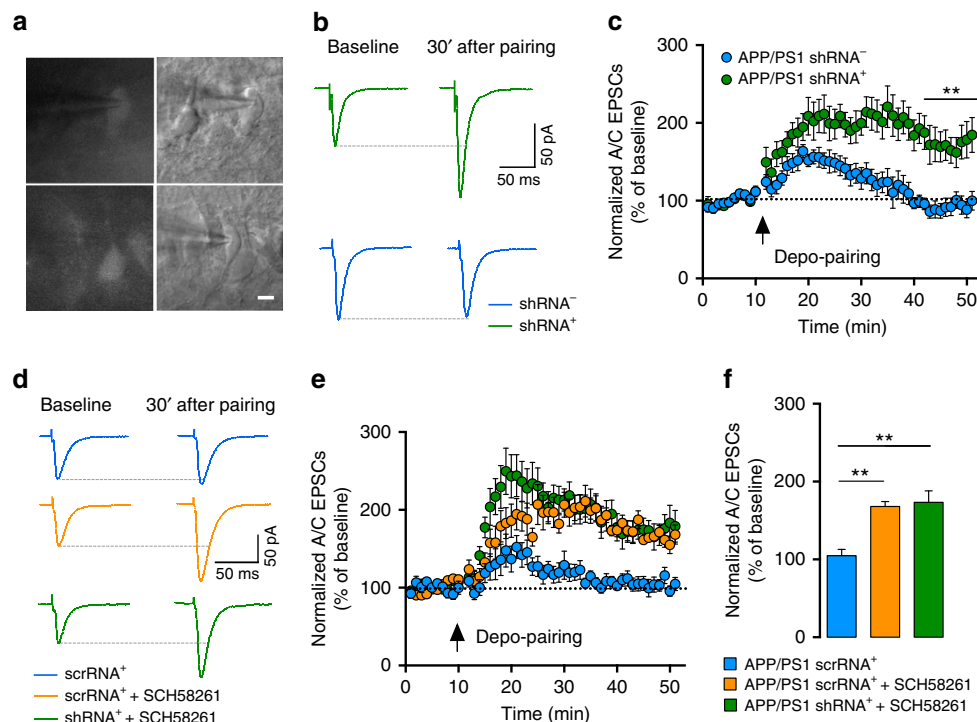 a
b
Baseline 30′ after pairing
50 pA
50 ms
shRNA⁻
shRNA⁺
c
APP/PS1 shRNA⁻
APP/PS1 shRNA⁺
**
Normalized A/C EPSCs
(% of baseline)
300
200
100
0
Depo-pairing
0 10 20 30 40 50
Time (min)
d
Baseline 30′ after pairing
50 pA
50 ms
scrRNA⁺
scrRNA⁺ + SCH58261
shRNA⁺ + SCH58261
e
Normalized A/C EPSCs
(% of baseline)
300
200
100
0
Depo-pairing
0 10 20 30 40 50
Time (min)
f
Normalized A/C EPSCs
(% of baseline)
300
200
100
0
**
**
APP/PS1 scrRNA⁺
APP/PS1 scrRNA⁺ + SCH58261
APP/PS1 shRNA⁺ + SCH58261